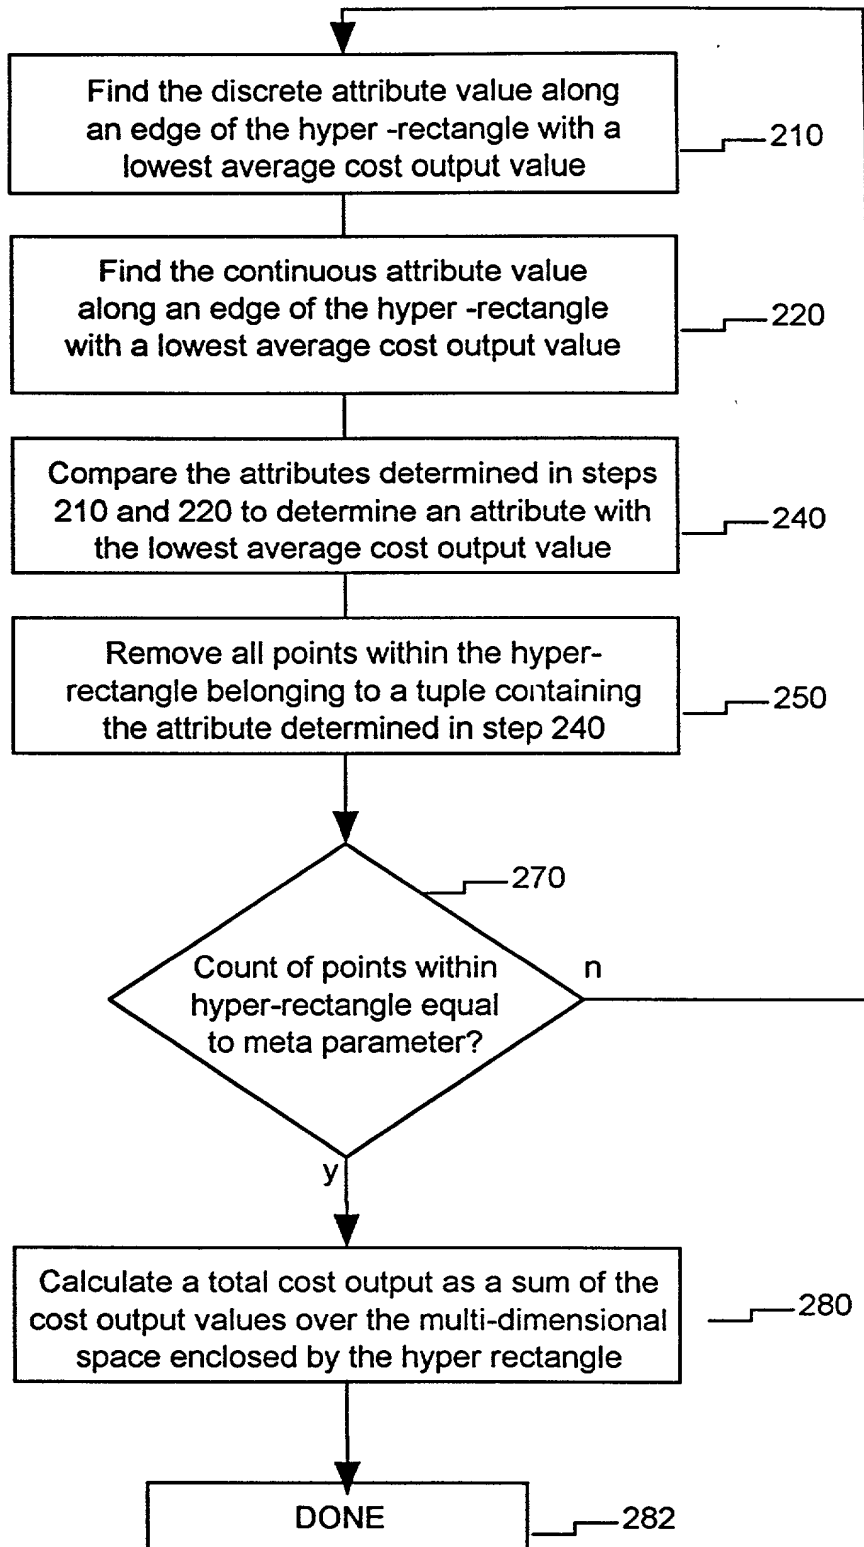 Find the discrete attribute value along
an edge of the hyper -rectangle with a
lowest average cost output value
210
Find the continuous attribute value
along an edge of the hyper -rectangle
with a lowest average cost output value
220
Compare the attributes determined in steps
210 and 220 to determine an attribute with
the lowest average cost output value
240
Remove all points within the hyper-
rectangle belonging to a tuple containing
the attribute determined in step 240
250
270
Count of points within
hyper-rectangle equal
to meta parameter?
n
y
Calculate a total cost output as a sum of the
cost output values over the multi-dimensional
space enclosed by the hyper rectangle
280
DONE
282